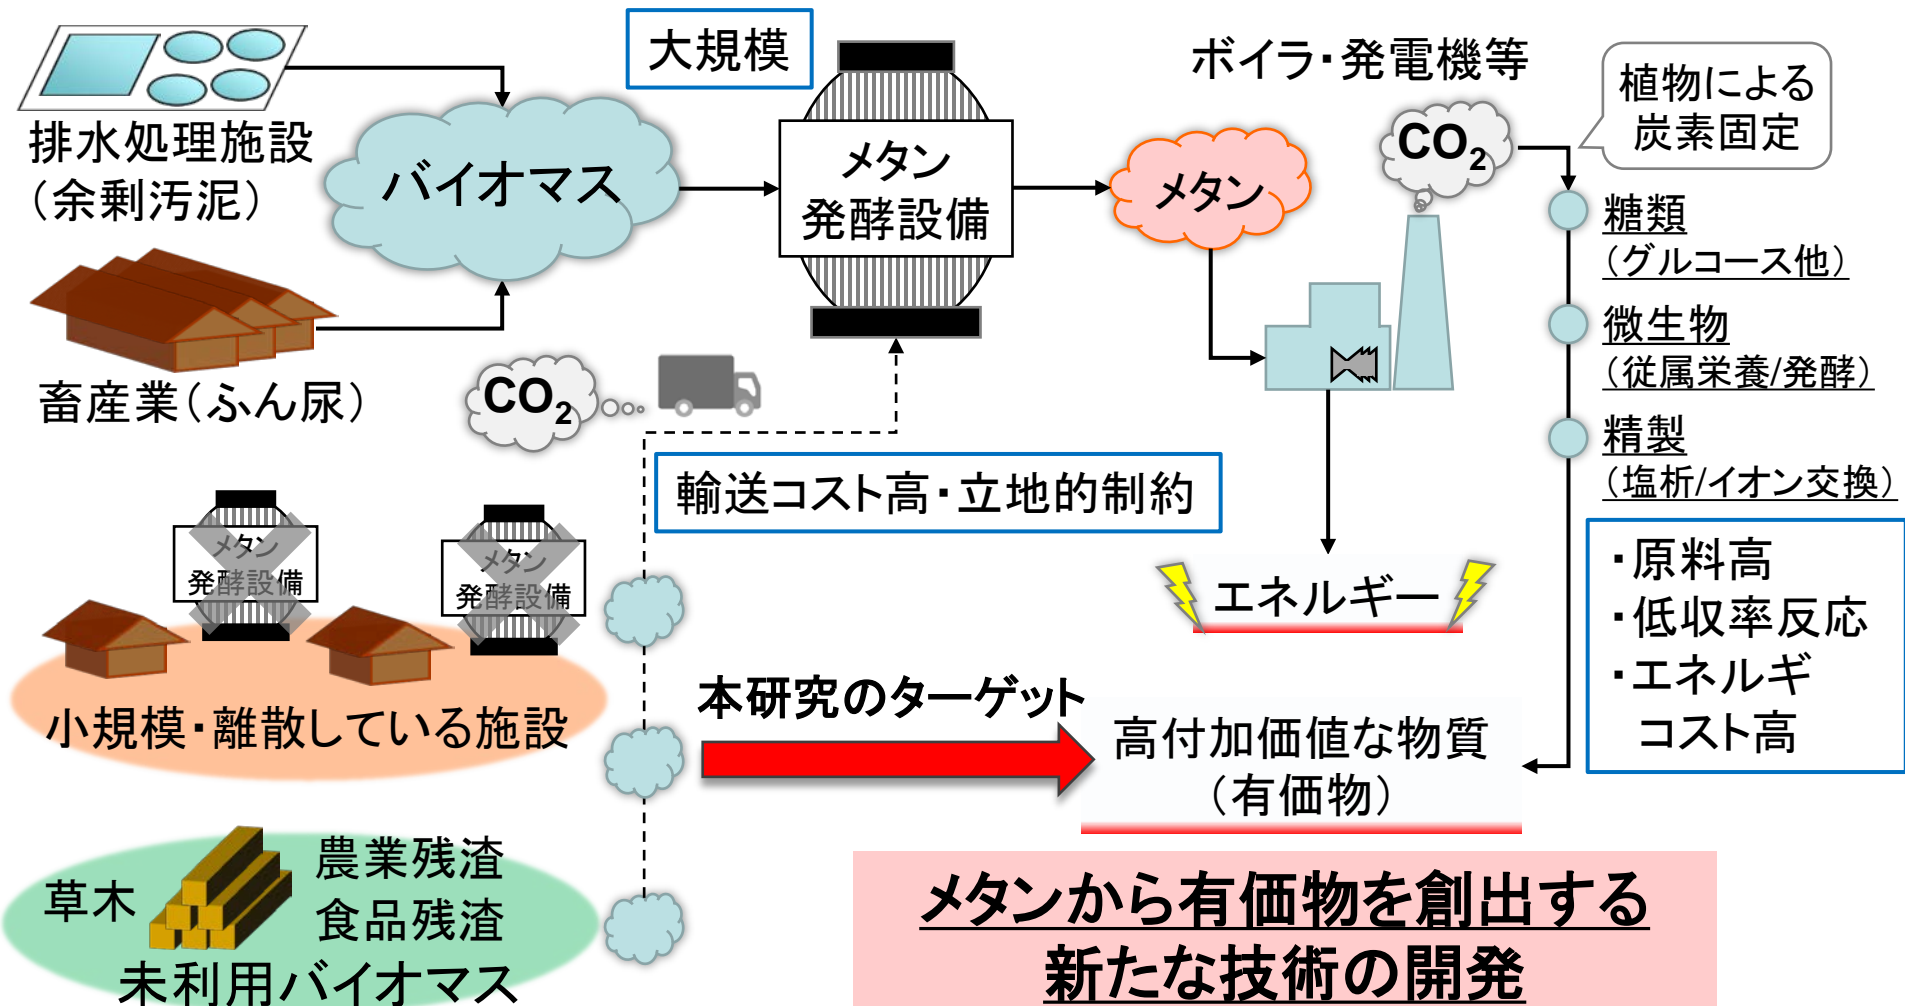 大規模
ボイラ・発電機等
植物による
炭素固定
排水処理施設
（余剰汚泥）
バイオマス
メタン
発酵設備
メタン
CO2
糖類
（グルコース他）
微生物
（従属栄養/発酵）
精製
（塩析/イオン交換）
畜産業（ふん尿）
CO2
輸送コスト高・立地的制約
メタン
発酵設備
メタン
発酵設備
小規模・離散している施設
エネルギー
・原料高
・低収率反応
・エネルギ
コスト高
本研究のターゲット
高付加価値な物質
（有価物）
草木
農業残渣
食品残渣
未利用バイオマス
メタンから有価物を創出する
新たな技術の開発